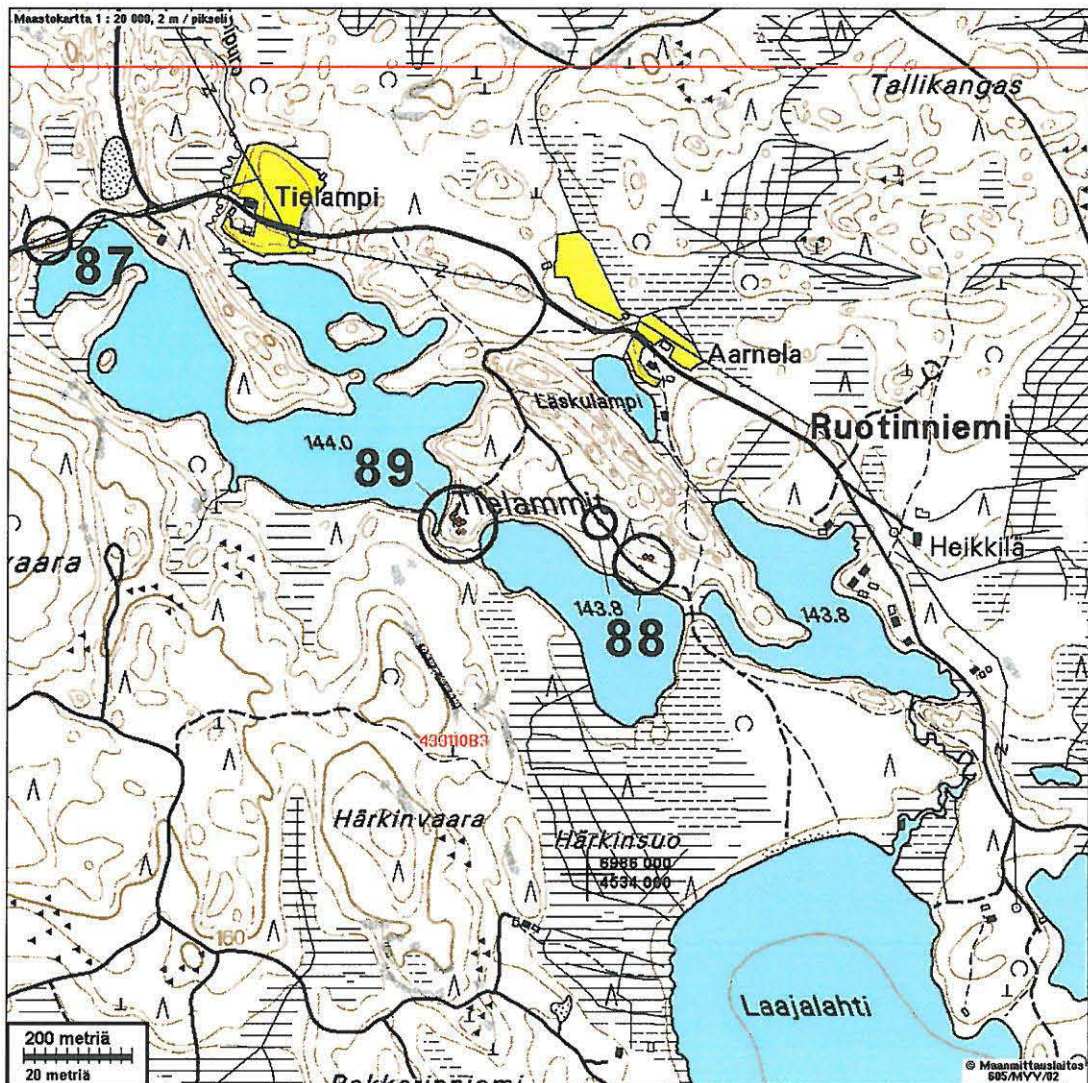 Maastokartta 1 : 20 000, 2 m / pikseli
Tallikangas
Tielampi
87
Aarnela
Läskulampi
Ruotinniemi
144.0
89
Tielammit
Heikkilä
vaara
143.8
88
143.8
431110B3
Härkinvaara
Härkinsuo
6986 000
4534 000
160
Laajalahti
200 metriä
20 metriä
© Maanmittauslaitos
605/MYY/02